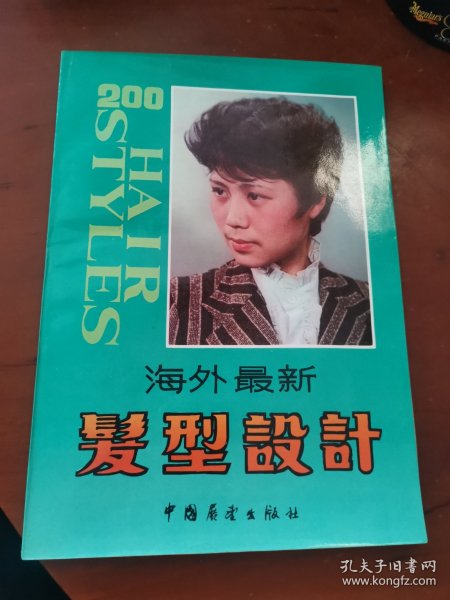 200
HAIR
STYLES
海外最新
髮型設計
中国展望出版社
孔夫子旧书网
www.kongfz.com